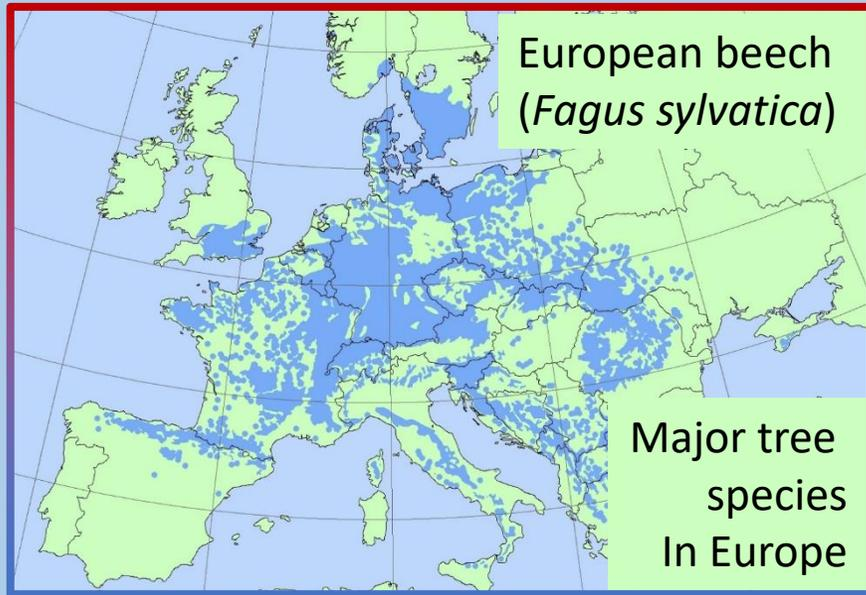 European beech
(Fagus sylvatica)
Major tree
species
In Europe